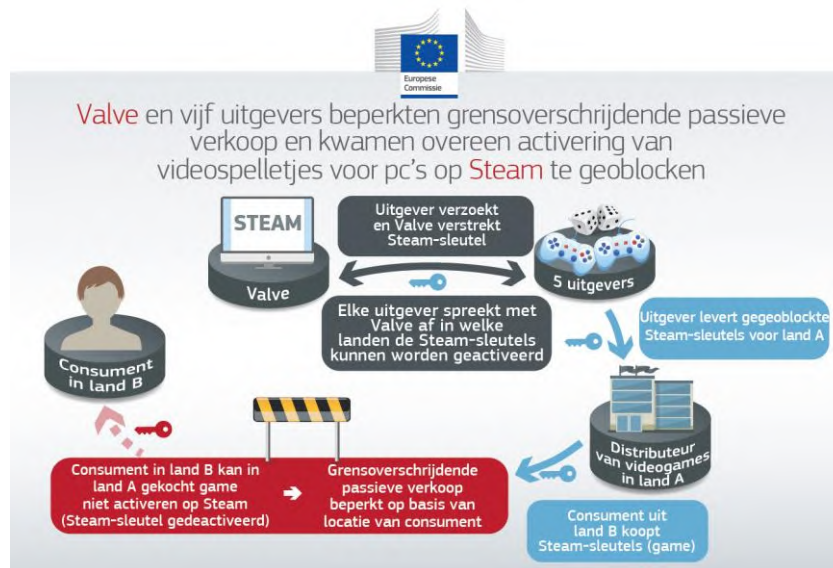 Europese
Commissie
Valve en vijf uitgevers beperkten grensoverschrijdende passieve
verkoop en kwamen overeen activering van
videospelletjes voor pc's op Steam te geoblocken
STEAM
Valve
Uitgever verzoekt
en Valve verstrekt
Steam-sleutel
5 uitgevers
Elke uitgever spreekt met
Valve af in welke
landen de Steam-sleutels
kunnen worden geactiveerd
Uitgever levert gegeoblockte
Steam-sleutels voor land A
Consument
in land B
Distributeur
van videogames
in land A
Consument uit
land B koopt
Steam-sleutels (game)
Grensoverschrijdende
passieve verkoop
beperkt op basis van
locatie van consument
Consument in land B kan in
land A gekocht game
niet activeren op Steam
(Steam-sleutel gedeactiveerd)